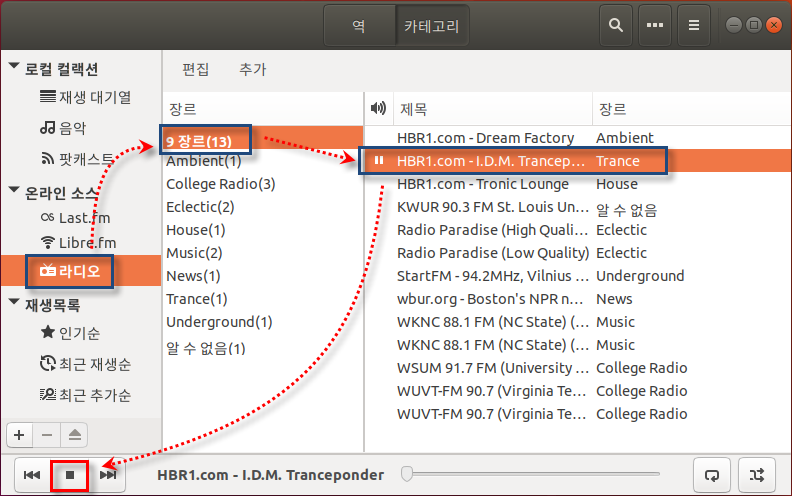 역 카테고리
로컬 컬랙션
재생 대기열
음악
팟캐스트
온라인 소스
Last.fm
Libre.fm
라디오
재생목록
인기순
최근 재생순
최근 추가순
편집 추가
장르
9 장르(13)
Ambient(1)
College Radio(3)
Eclectic(2)
House(1)
Music(2)
News(1)
Trance(1)
Underground(1)
알 수 없음(1)
제목 장르
HBR1.com - Dream Factory Ambient
HBR1.com - I.D.M. Trancep... Trance
HBR1.com - Tronic Lounge House
KWUR 90.3 FM St. Louis Un... 알 수 없음
Radio Paradise (High Quali... Eclectic
Radio Paradise (Low Quality) Eclectic
StartFM - 94.2MHz, Vilnius ... Underground
wbur.org - Boston's NPR n... News
WKNC 88.1 FM (NC State) (... Music
WKNC 88.1 FM (NC State) (... Music
WSUM 91.7 FM (University ... College Radio
WUVT-FM 90.7 (Virginia Te... College Radio
WUVT-FM 90.7 (Virginia Te... College Radio
HBR1.com - I.D.M. Tranceponder